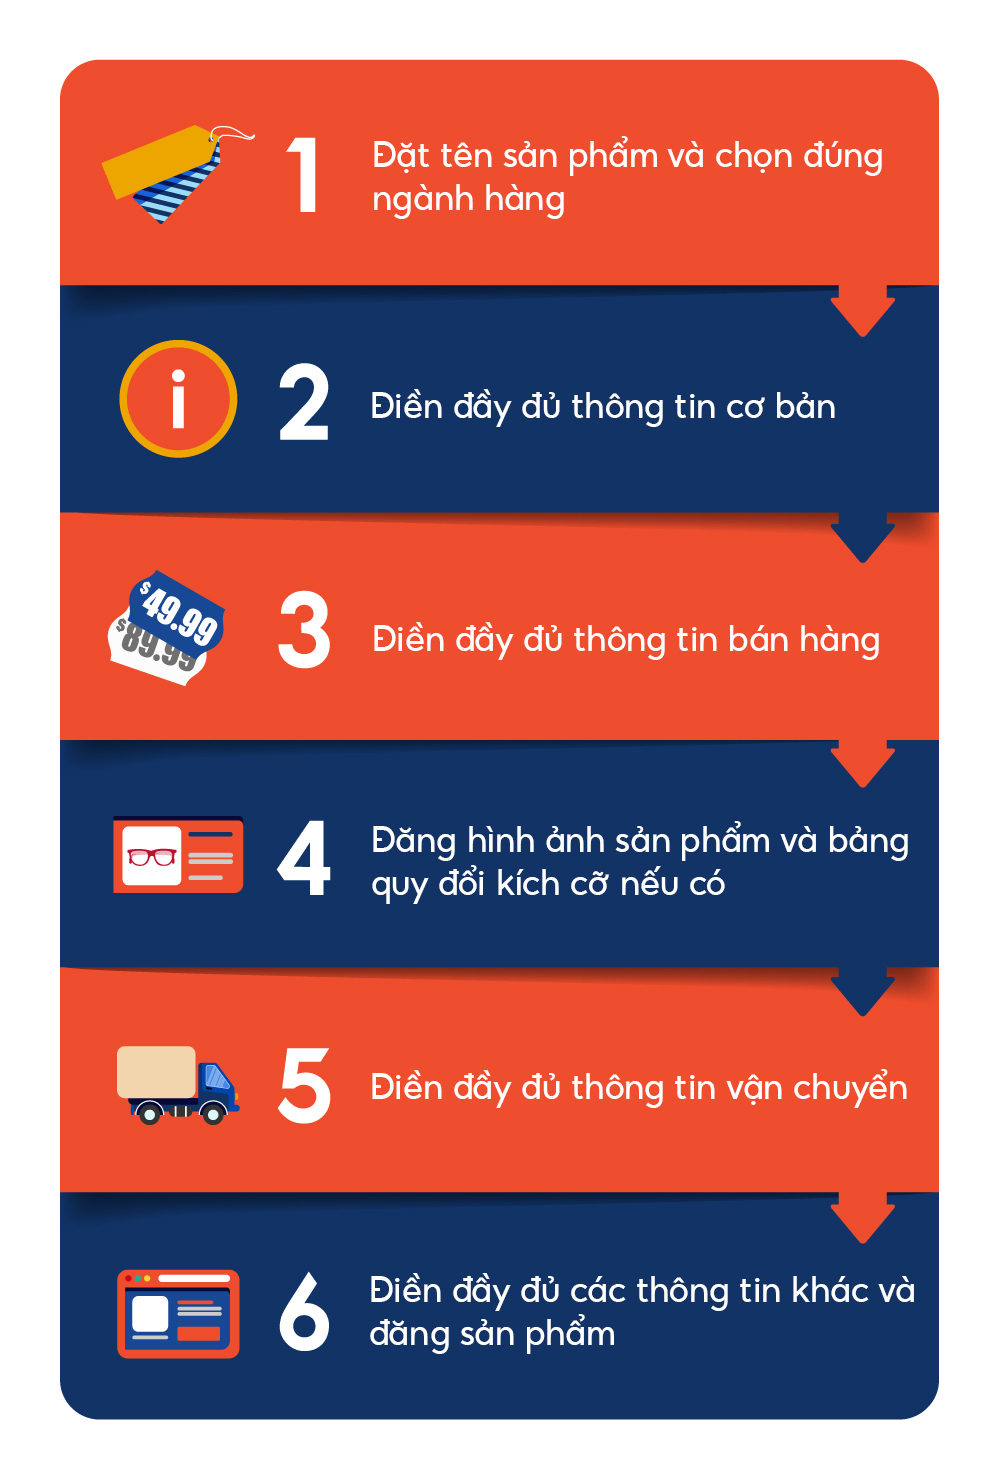 1
Đặt tên sản phẩm và chọn đúng
ngành hàng
i
2
Điền đầy đủ thông tin cơ bản
$49.99
$89.99
3
Điền đầy đủ thông tin bán hàng
4
Đăng hình ảnh sản phẩm và bảng
quy đổi kích cỡ nếu có
5
Điền đầy đủ thông tin vận chuyển
6
Điền đầy đủ các thông tin khác và
đăng sản phẩm